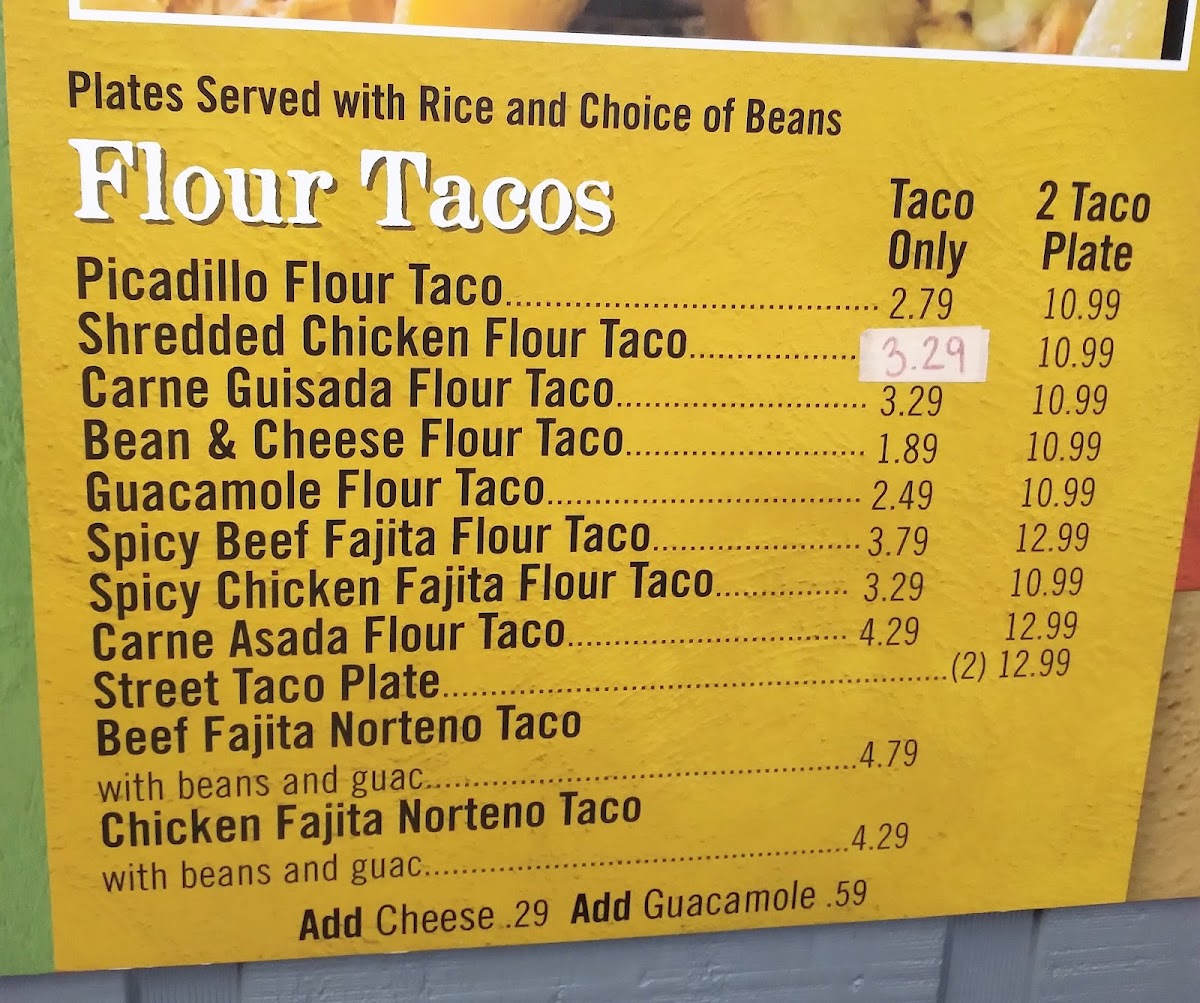 Plates Served with Rice and Choice of Beans
Flour Tacos
Taco Only 2 Taco Plate
Picadillo Flour Taco 2.79 10.99
Shredded Chicken Flour Taco 3.29 10.99
Carne Guisada Flour Taco 3.29 10.99
Bean & Cheese Flour Taco 1.89 10.99
Guacamole Flour Taco 2.49 10.99
Spicy Beef Fajita Flour Taco 3.79 12.99
Spicy Chicken Fajita Flour Taco 3.29 10.99
Carne Asada Flour Taco 4.29 12.99
Street Taco Plate (2) 12.99
Beef Fajita Norteno Taco
with beans and guac 4.79
Chicken Fajita Norteno Taco
with beans and guac 4.29
Add Cheese .29 Add Guacamole .59